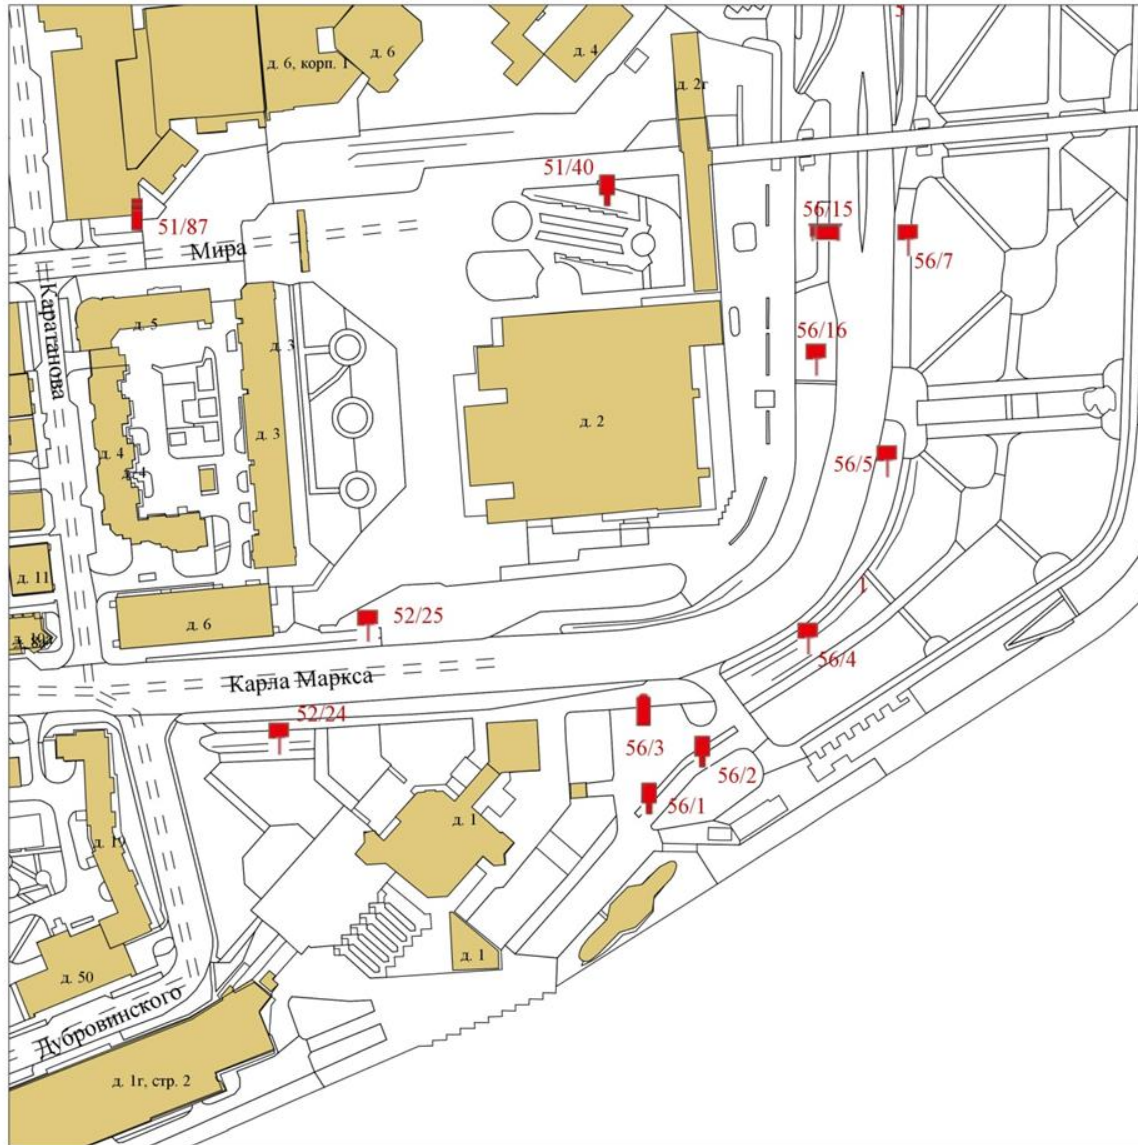 д. 6, корп. 1
д. 6
д. 4
д. 2г
51/40
51/87
56/15
Мира
56/7
Каратанова
д. 5
д. 3
56/16
д. 3
д. 2
д. 4
д. 4
56/5
д. 11
1
52/25
д. 6
56/4
Карла Маркса
52/24
56/3
56/2
56/1
д. 1
д. 19
д. 1
д. 50
Дубровинского
д. 1г, стр. 2